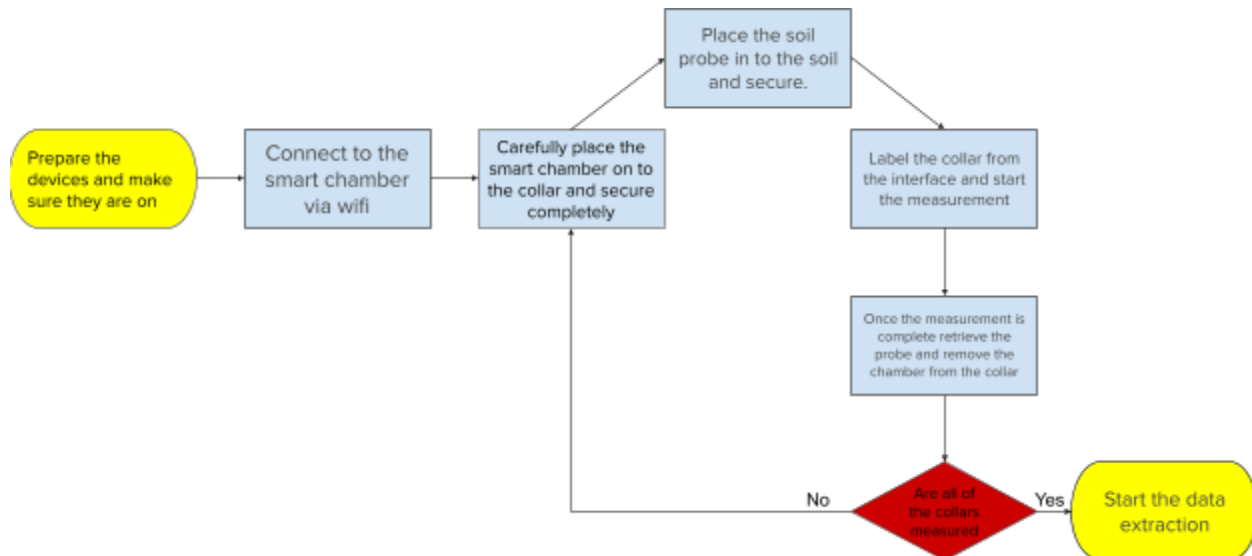 Place the soil
probe in to the soil
and secure.
Prepare the
devices and make
sure they are on
Connect to the
smart chamber
via wifi
Carefully place the
smart chamber on to
the collar and secure
completely
Label the collar from
the interface and start
the measurement
Once the measurement is
complete retrieve the
probe and remove the
chamber from the collar
No
Are all of
the collars
measured
Yes
Start the data
extraction